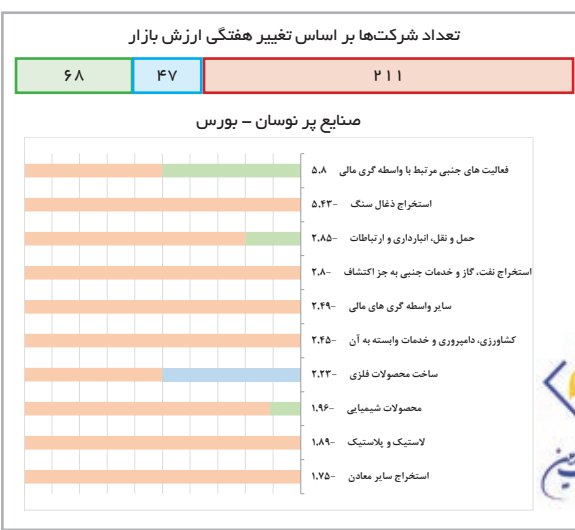 تعداد شرکت‌ها بر اساس تغییر هفتگی ارزش بازار
۲۱۱ ۴۷ ۶۸
صنایع پر نوسان – بورس
فعالیت های جنبی مرتبط با واسطه گری مالی ۵.۸
استخراج ذغال سنگ ۵.۴۳-
حمل و نقل، انبارداری و ارتباطات ۲.۸۵-
استخراج نفت، گاز و خدمات جنبی به جز اکتشاف ۲.۸-
سایر واسطه گری های مالی ۲.۴۹-
کشاورزی، دامپروری و خدمات وابسته به آن ۲.۴۵-
ساخت محصولات فلزی ۲.۲۳-
محصولات شیمیایی ۱.۹۶-
لاستیک و پلاستیک ۱.۸۹-
استخراج سایر معادن ۱.۷۵-